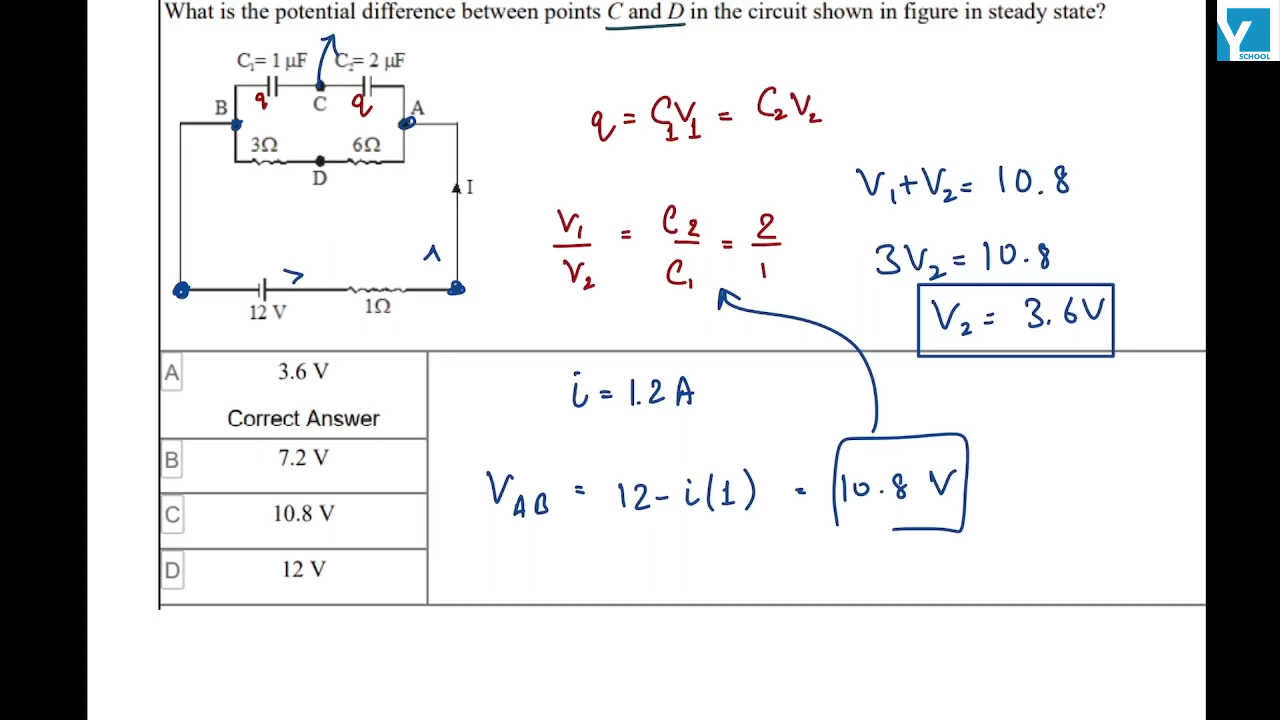 What is the potential difference between points C and D in the circuit shown in figure in steady state?
Y
SCHOOL
C₁= 1 μF C₂= 2 μF
q q
B C A
3Ω 6Ω
D
I
12 V 1Ω
q = C₁V₁ = C₂V₂
V₁/V₂ = C₂/C₁ = 2/1
V₁+V₂ = 10.8
3V₂ = 10.8
V₂ = 3.6V
i = 1.2A
V_AB = 12-i(1) = 10.8 V
A 3.6 V
Correct Answer
B 7.2 V
C 10.8 V
D 12 V